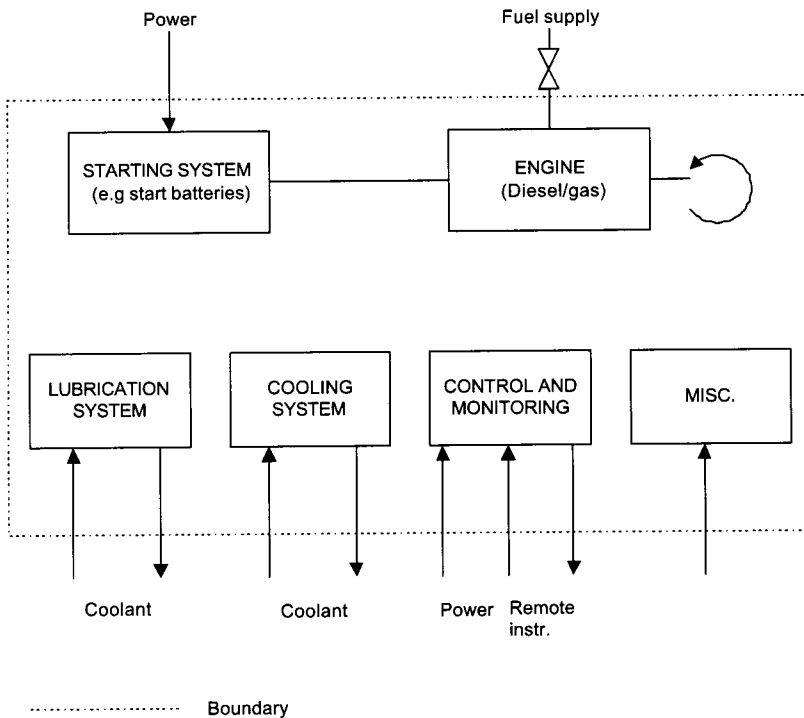 Power
Fuel supply
STARTING SYSTEM
(e.g start batteries)
ENGINE
(Diesel/gas)
LUBRICATION
SYSTEM
COOLING
SYSTEM
CONTROL AND
MONITORING
MISC.
Coolant
Coolant
Power
Remote
instr.
Boundary